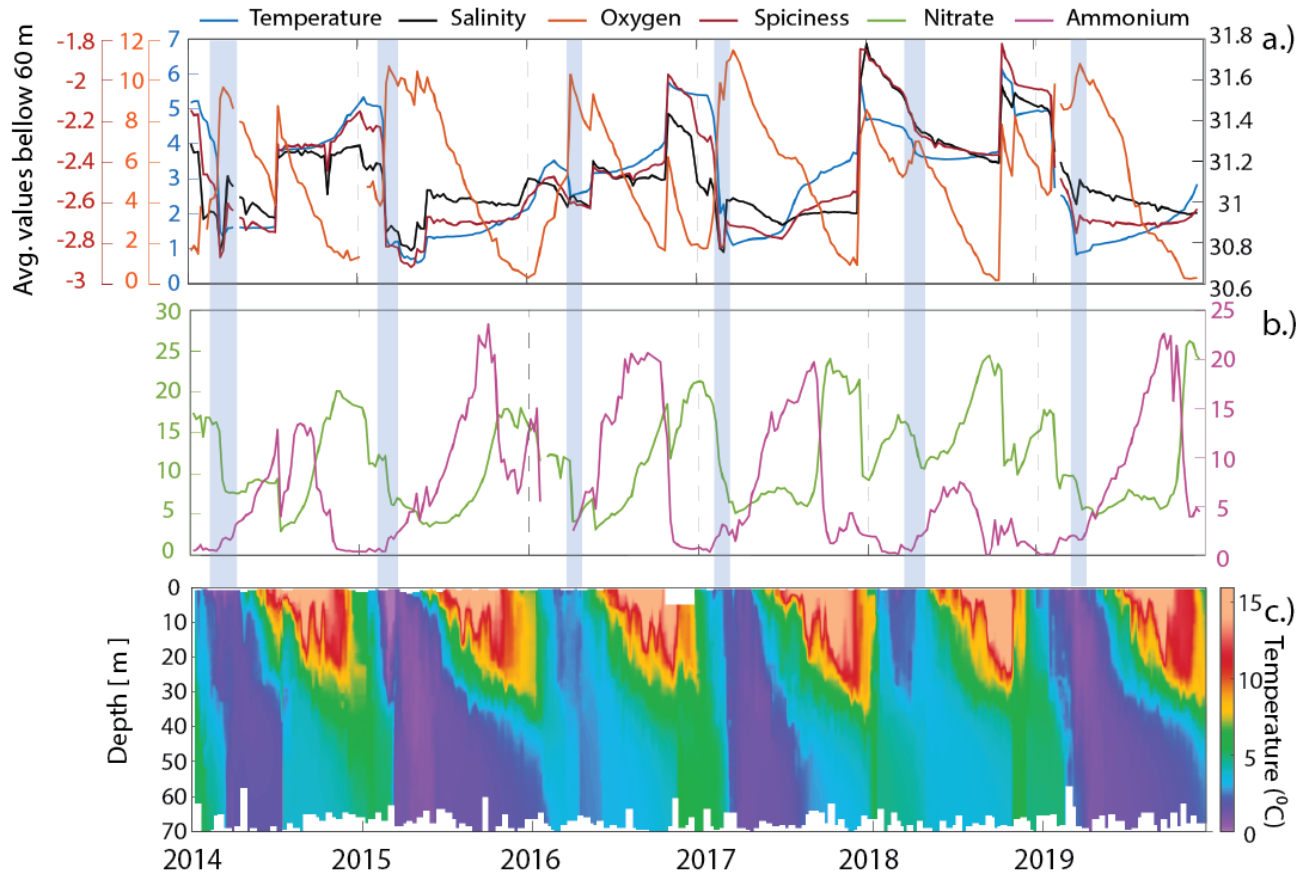 Temperature Salinity Oxygen Spiciness Nitrate Ammonium
a.)
Avg. values bellow 60 m
-1.8 -2 -2.2 -2.4 -2.6 -2.8 -3
12 10 8 6 4 2 0
7 6 5 4 3 2 1 0
31.8 31.6 31.4 31.2 31 30.8 30.6
b.)
30 25 20 15 10 5 0
25 20 15 10 5 0
c.)
Depth [ m ]
0 10 20 30 40 50 60 70
15 10 5 0
Temperature (⁰C)
2014 2015 2016 2017 2018 2019